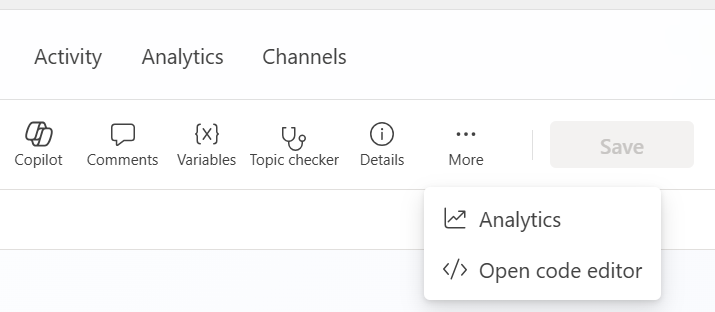 Activity Analytics Channels
Copilot Comments {x} Variables Topic checker Details More Save
Analytics
</> Open code editor